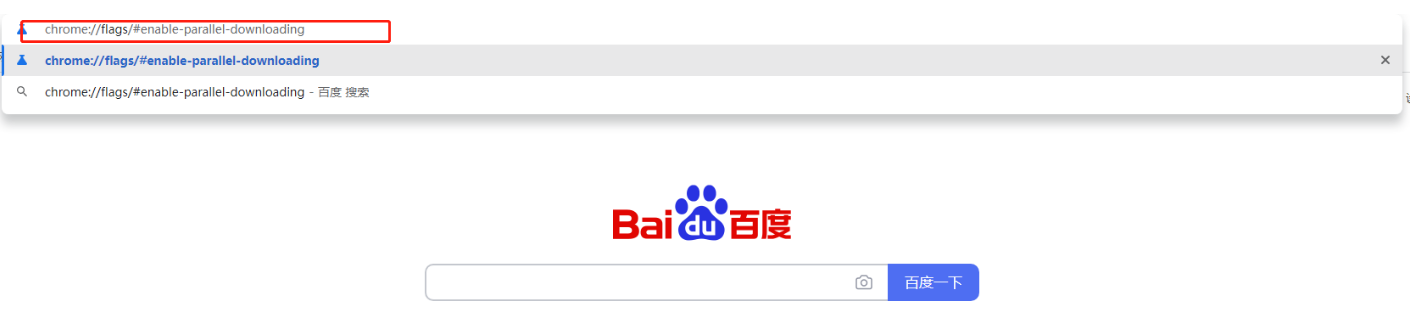 chrome://flags/#enable-parallel-downloading
chrome://flags/#enable-parallel-downloading
chrome://flags/#enable-parallel-downloading - 百度 搜索
Bai du 百度
百度一下